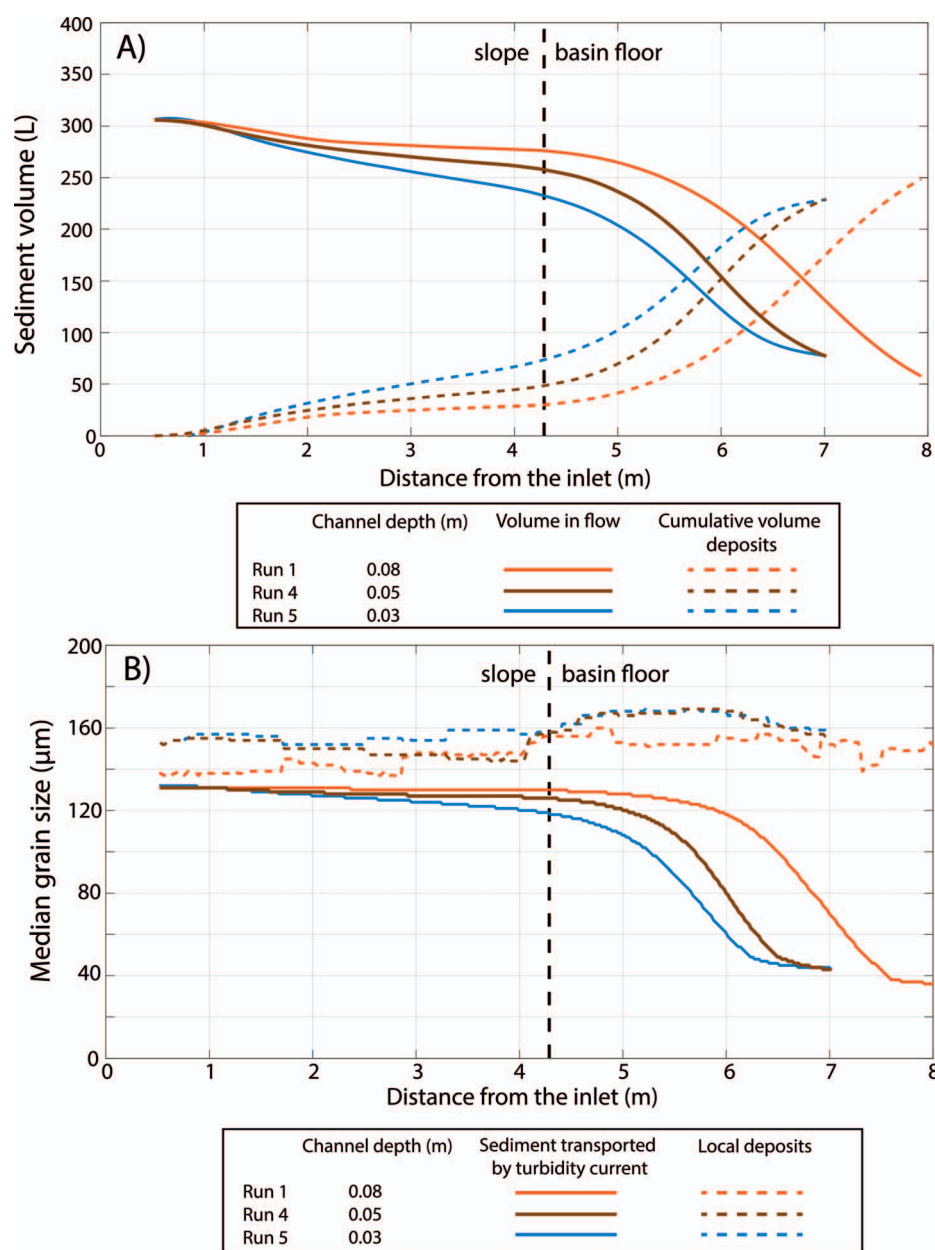 A)
slope basin floor
Sediment volume (L)
400
350
300
250
200
150
100
50
0
0 1 2 3 4 5 6 7 8
Distance from the inlet (m)
Channel depth (m) Volume in flow Cumulative volume
deposits
Run 1 0.08
Run 4 0.05
Run 5 0.03
B)
slope basin floor
Median grain size (µm)
200
160
120
80
40
0
0 1 2 3 4 5 6 7 8
Distance from the inlet (m)
Channel depth (m) Sediment transported Local deposits
by turbidity current
Run 1 0.08
Run 4 0.05
Run 5 0.03